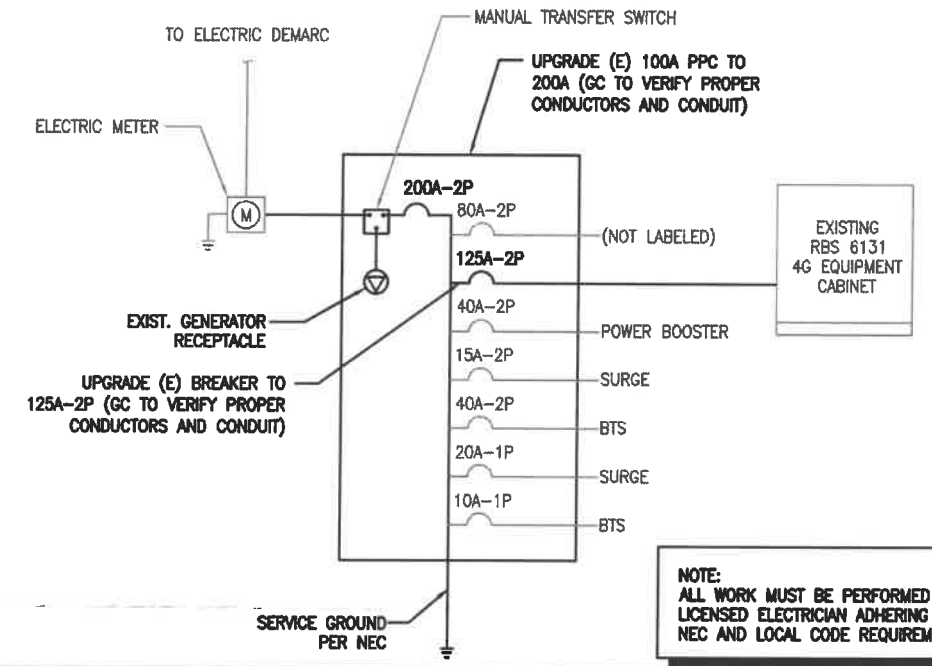 MANUAL TRANSFER SWITCH
TO ELECTRIC DEMARC
UPGRADE (E) 100A PPC TO
200A (GC TO VERIFY PROPER
CONDUCTORS AND CONDUIT)
ELECTRIC METER
M
200A-2P
80A-2P
(NOT LABELED)
125A-2P
EXISTING
RBS 6131
4G EQUIPMENT
CABINET
40A-2P
POWER BOOSTER
EXIST. GENERATOR
RECEPTACLE
15A-2P
SURGE
UPGRADE (E) BREAKER TO
125A-2P (GC TO VERIFY PROPER
CONDUCTORS AND CONDUIT)
40A-2P
BTS
20A-1P
SURGE
10A-1P
BTS
SERVICE GROUND
PER NEC
NOTE:
ALL WORK MUST BE PERFORMED
LICENSED ELECTRICIAN ADHERING
NEC AND LOCAL CODE